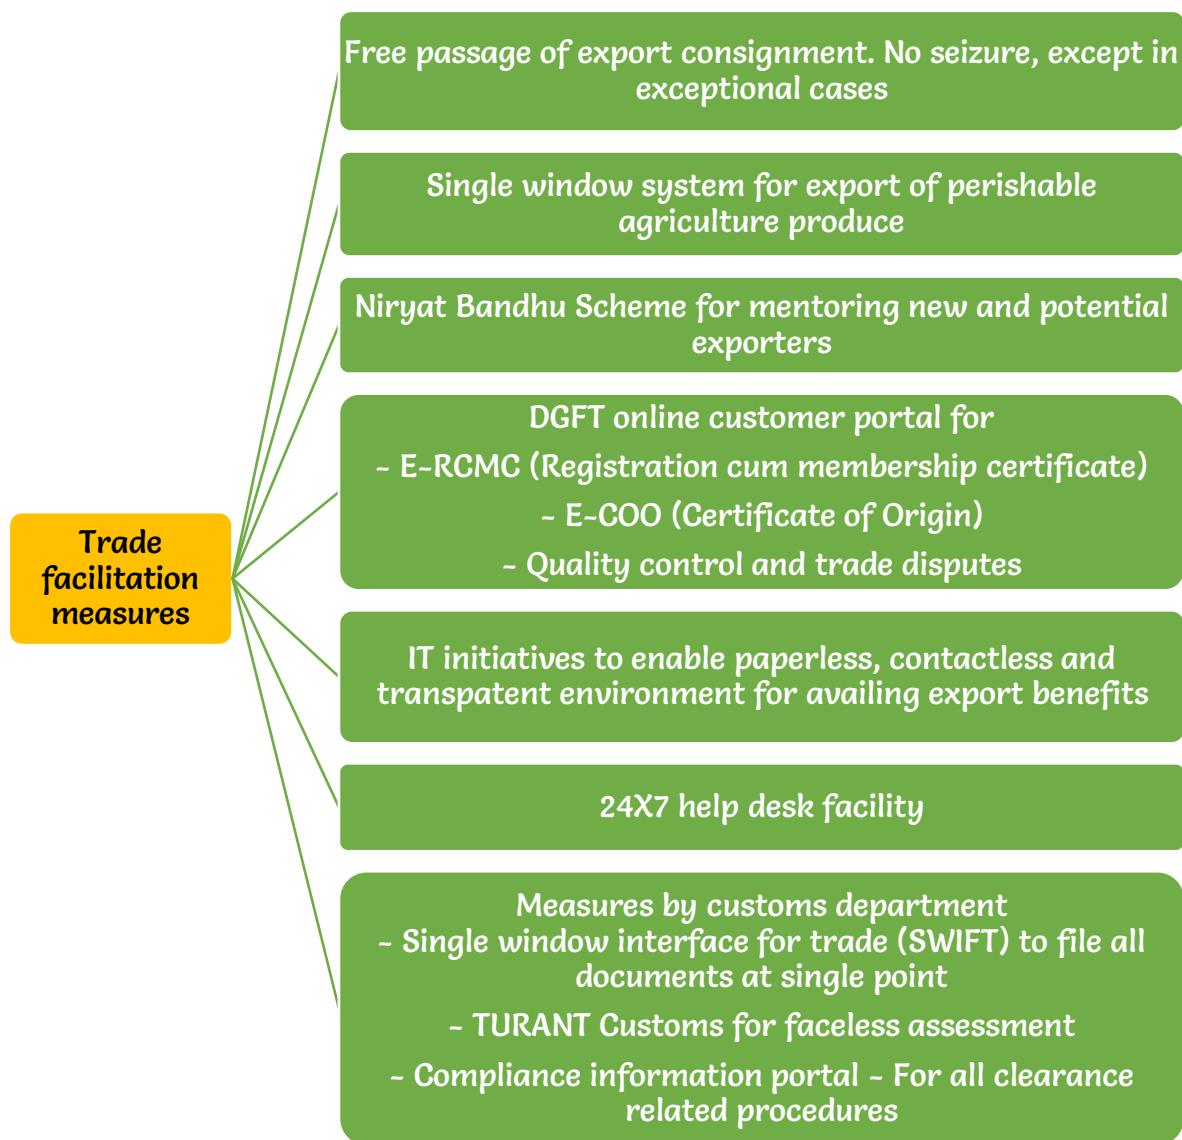 Free passage of export consignment. No seizure, except in
exceptional cases
Single window system for export of perishable
agriculture produce
Niryat Bandhu Scheme for mentoring new and potential
exporters
DGFT online customer portal for
- E-RCMC (Registration cum membership certificate)
- E-COO (Certificate of Origin)
- Quality control and trade disputes
Trade
facilitation
measures
IT initiatives to enable paperless, contactless and
transpatent environment for availing export benefits
24X7 help desk facility
Measures by customs department
- Single window interface for trade (SWIFT) to file all
documents at single point
- TURANT Customs for faceless assessment
- Compliance information portal - For all clearance
related procedures